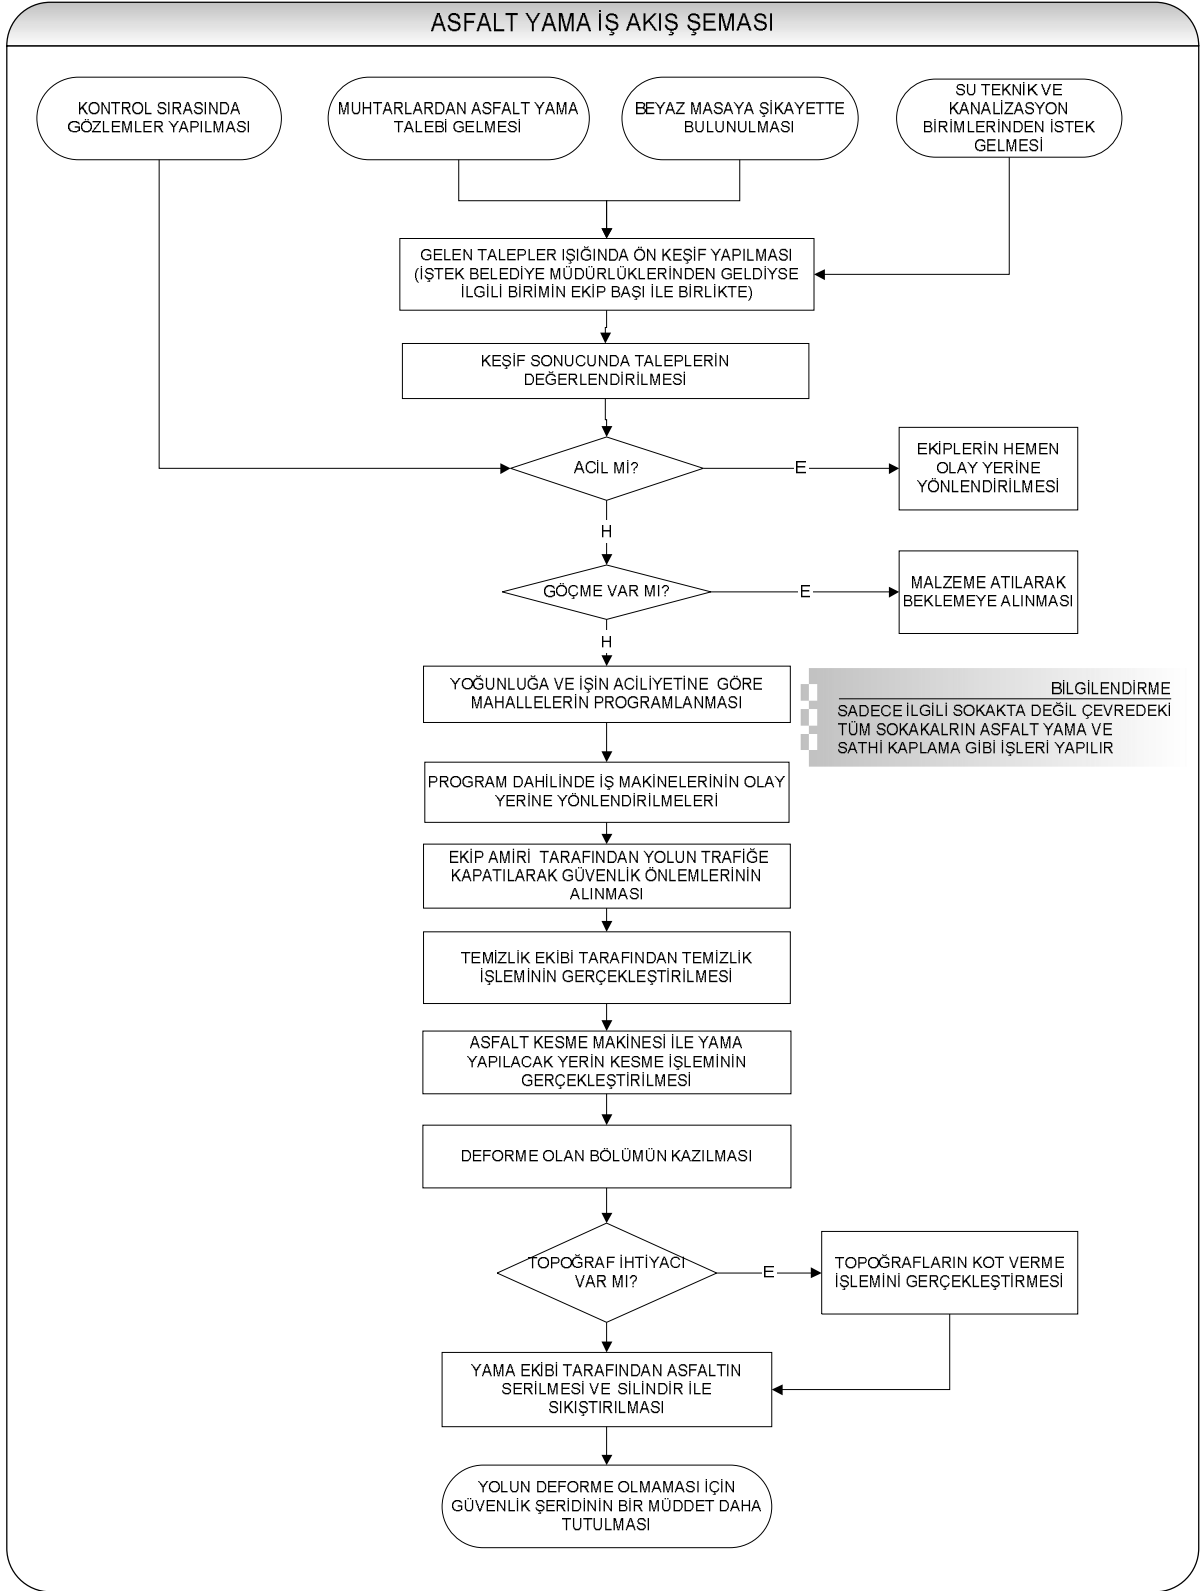 ASFALT YAMA İŞ AKIŞ ŞEMASI
KONTROL SIRASINDA
GÖZLEMLER YAPILMASI
MUHTARLARDAN ASFALT YAMA
TALEBİ GELMESİ
BEYAZ MASAYA ŞİKAYETTE
BULUNULMASI
SU TEKNİK VE
KANALİZASYON
BİRİMLERİNDEN İSTEK
GELMESİ
GELEN TALEPLER IŞIĞINDA ÖN KEŞİF YAPILMASI
(İŞTEK BELEDİYE MÜDÜRLÜKLERİNDEN GELDİYSE
İLGİLİ BİRİMİN EKİP BAŞI İLE BİRLİKTE)
KEŞİF SONUCUNDA TALEPLERİN
DEĞERLENDİRİLMESİ
ACİL Mİ?
E
EKİPLERİN HEMEN
OLAY YERİNE
YÖNLENDİRİLMESİ
H
GÖÇME VAR MI?
E
MALZEME ATILARAK
BEKLEMEYE ALINMASI
H
YOĞUNLUĞA VE İŞİN ACİLİYETİNE GÖRE
MAHALLELERİN PROGRAMLANMASI
BİLGİLENDİRME
SADECE İLGİLİ SOKAKTA DEĞİL ÇEVREDEKİ
TÜM SOKAKALRIN ASFALT YAMA VE
SATHİ KAPLAMA GİBİ İŞLERİ YAPILIR
PROGRAM DAHİLİNDE İŞ MAKİNELERİNİN OLAY
YERİNE YÖNLENDİRİLMELERİ
EKİP AMİRİ TARAFINDAN YOLUN TRAFİĞE
KAPATILARAK GÜVENLİK ÖNLEMLERİNİN
ALINMASI
TEMİZLİK EKİBİ TARAFINDAN TEMİZLİK
İŞLEMİNİN GERÇEKLEŞTİRİLMESİ
ASFALT KESME MAKİNESİ İLE YAMA
YAPILACAK YERİN KESME İŞLEMİNİN
GERÇEKLEŞTİRİLMESİ
DEFORME OLAN BÖLÜMÜN KAZILMASI
TOPOĞRAF İHTİYACI
VAR MI?
E
TOPOĞRAFLARIN KOT VERME
İŞLEMİNİ GERÇEKLEŞTİRMESİ
YAMA EKİBİ TARAFINDAN ASFALTIN
SERİLMESİ VE SİLİNDİR İLE
SIKIŞTIRILMASI
YOLUN DEFORME OLMAMASI İÇİN
GÜVENLİK ŞERİDİNİN BİR MÜDDET DAHA
TUTULMASI